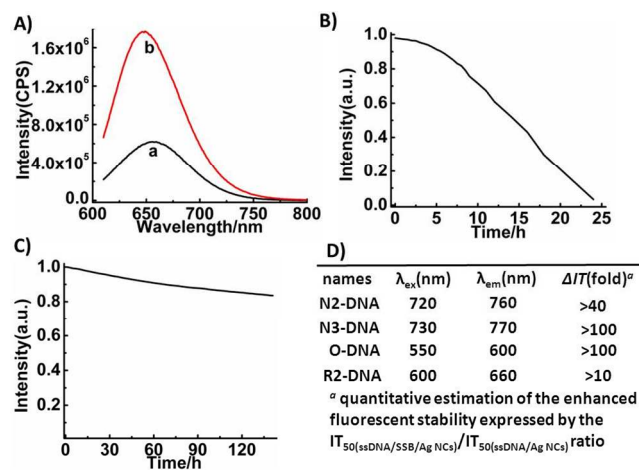 A)
Intensity(CPS)
1.6x10⁶
1.2x10⁶
8.0x10⁵
4.0x10⁵
0.0
b
a
600 650 700 750 800
Wavelength/nm
B)
Intensity(a.u.)
1.0
0.8
0.6
0.4
0.2
0.0
0 5 10 15 20 25
Time/h
C)
Intensity(a.u.)
1.0
0.8
0.6
0.4
0.2
0 30 60 90 120
Time/h
D)
names λex(nm) λem(nm) ΔIT(fold)ᵃ
N2-DNA 720 760 >40
N3-DNA 730 770 >100
O-DNA 550 600 >100
R2-DNA 600 660 >10
ᵃ quantitative estimation of the enhanced
fluorescent stability expressed by the
IT50(ssDNA/SSB/Ag NCs)/IT50(ssDNA/Ag NCs) ratio